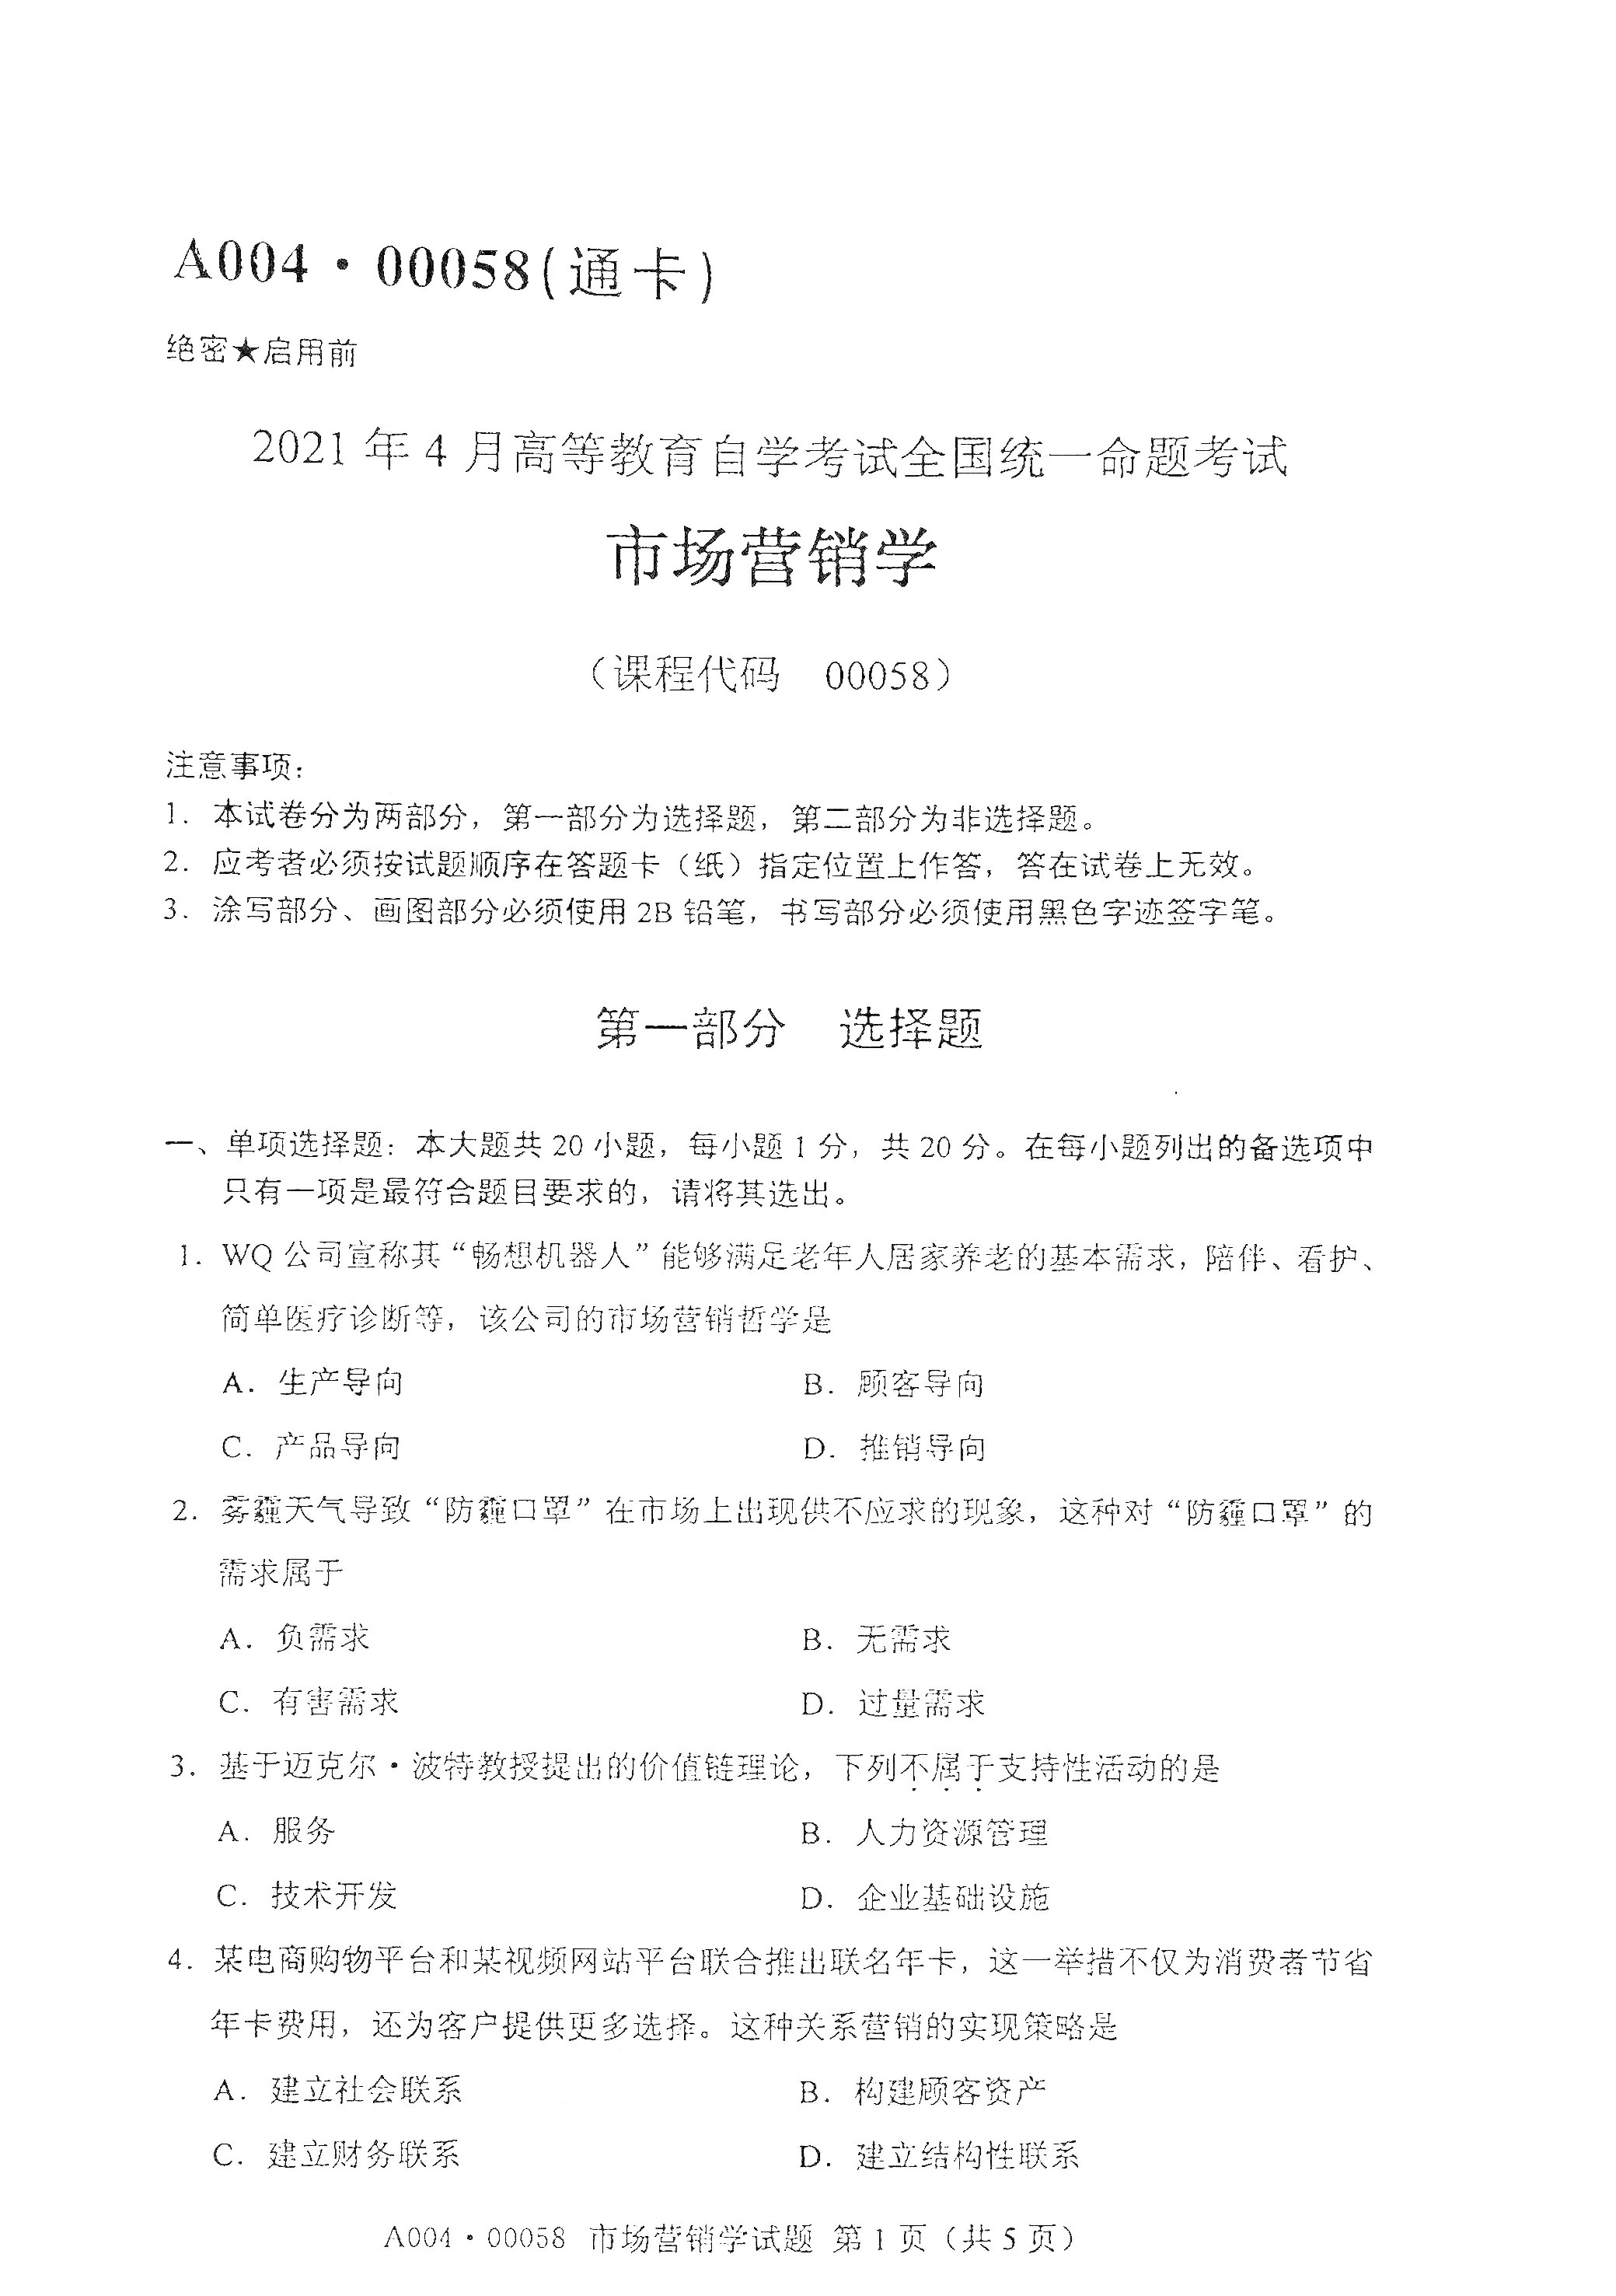 A004·00058(通卡)
绝密★启用前
2021 年 4 月高等教育自学考试全国统一命题考试
市场营销学
（课程代码 00058）
注意事项：
1. 本试卷分为两部分，第一部分为选择题，第二部分为非选择题。
2. 应考者必须按试题顺序在答题卡（纸）指定位置上作答，答在试卷上无效。
3. 涂写部分、画图部分必须使用 2B 铅笔，书写部分必须使用黑色字迹签字笔。
第一部分 选择题
一、单项选择题：本大题共 20 小题，每小题 1 分，共 20 分。在每小题列出的备选项中
只有一项是最符合题目要求的，请将其选出。
1. WQ 公司宣称其“畅想机器人”能够满足老年人居家养老的基本需求，陪伴、看护、
简单医疗诊断等，该公司的市场营销哲学是
A. 生产导向 B. 顾客导向
C. 产品导向 D. 推销导向
2. 雾霾天气导致“防霾口罩”在市场上出现供不应求的现象，这种对“防霾口罩”的
需求属于
A. 负需求 B. 无需求
C. 有害需求 D. 过量需求
3. 基于迈克尔·波特教授提出的价值链理论，下列不属于支持性活动的是
A. 服务 B. 人力资源管理
C. 技术开发 D. 企业基础设施
4. 某电商购物平台和某视频网站平台联合推出联名年卡，这一举措不仅为消费者节省
年卡费用，还为客户提供更多选择。这种关系营销的实现策略是
A. 建立社会联系 B. 构建顾客资产
C. 建立财务联系 D. 建立结构性联系
A004·00058 市场营销学试题 第 1 页（共 5 页）